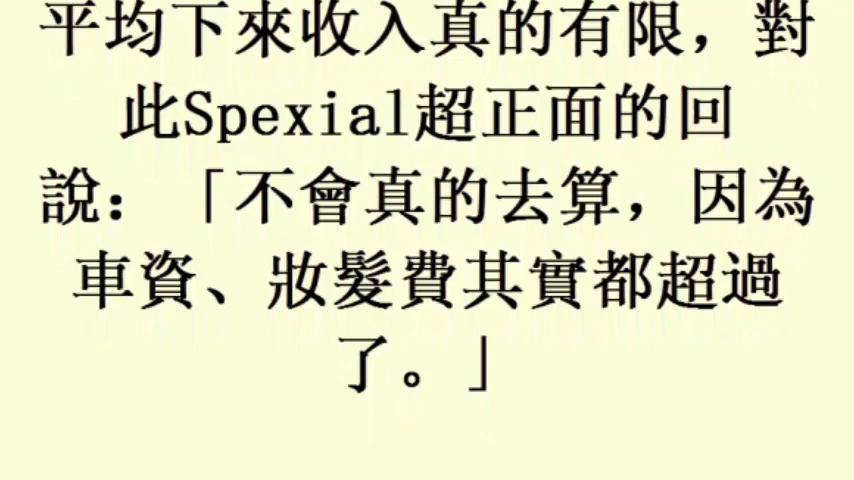 平均下來收入真的有限，對
此Spexial超正面的回
說：「不會真的去算，因為
車資、妝髮費其實都超過
了。」